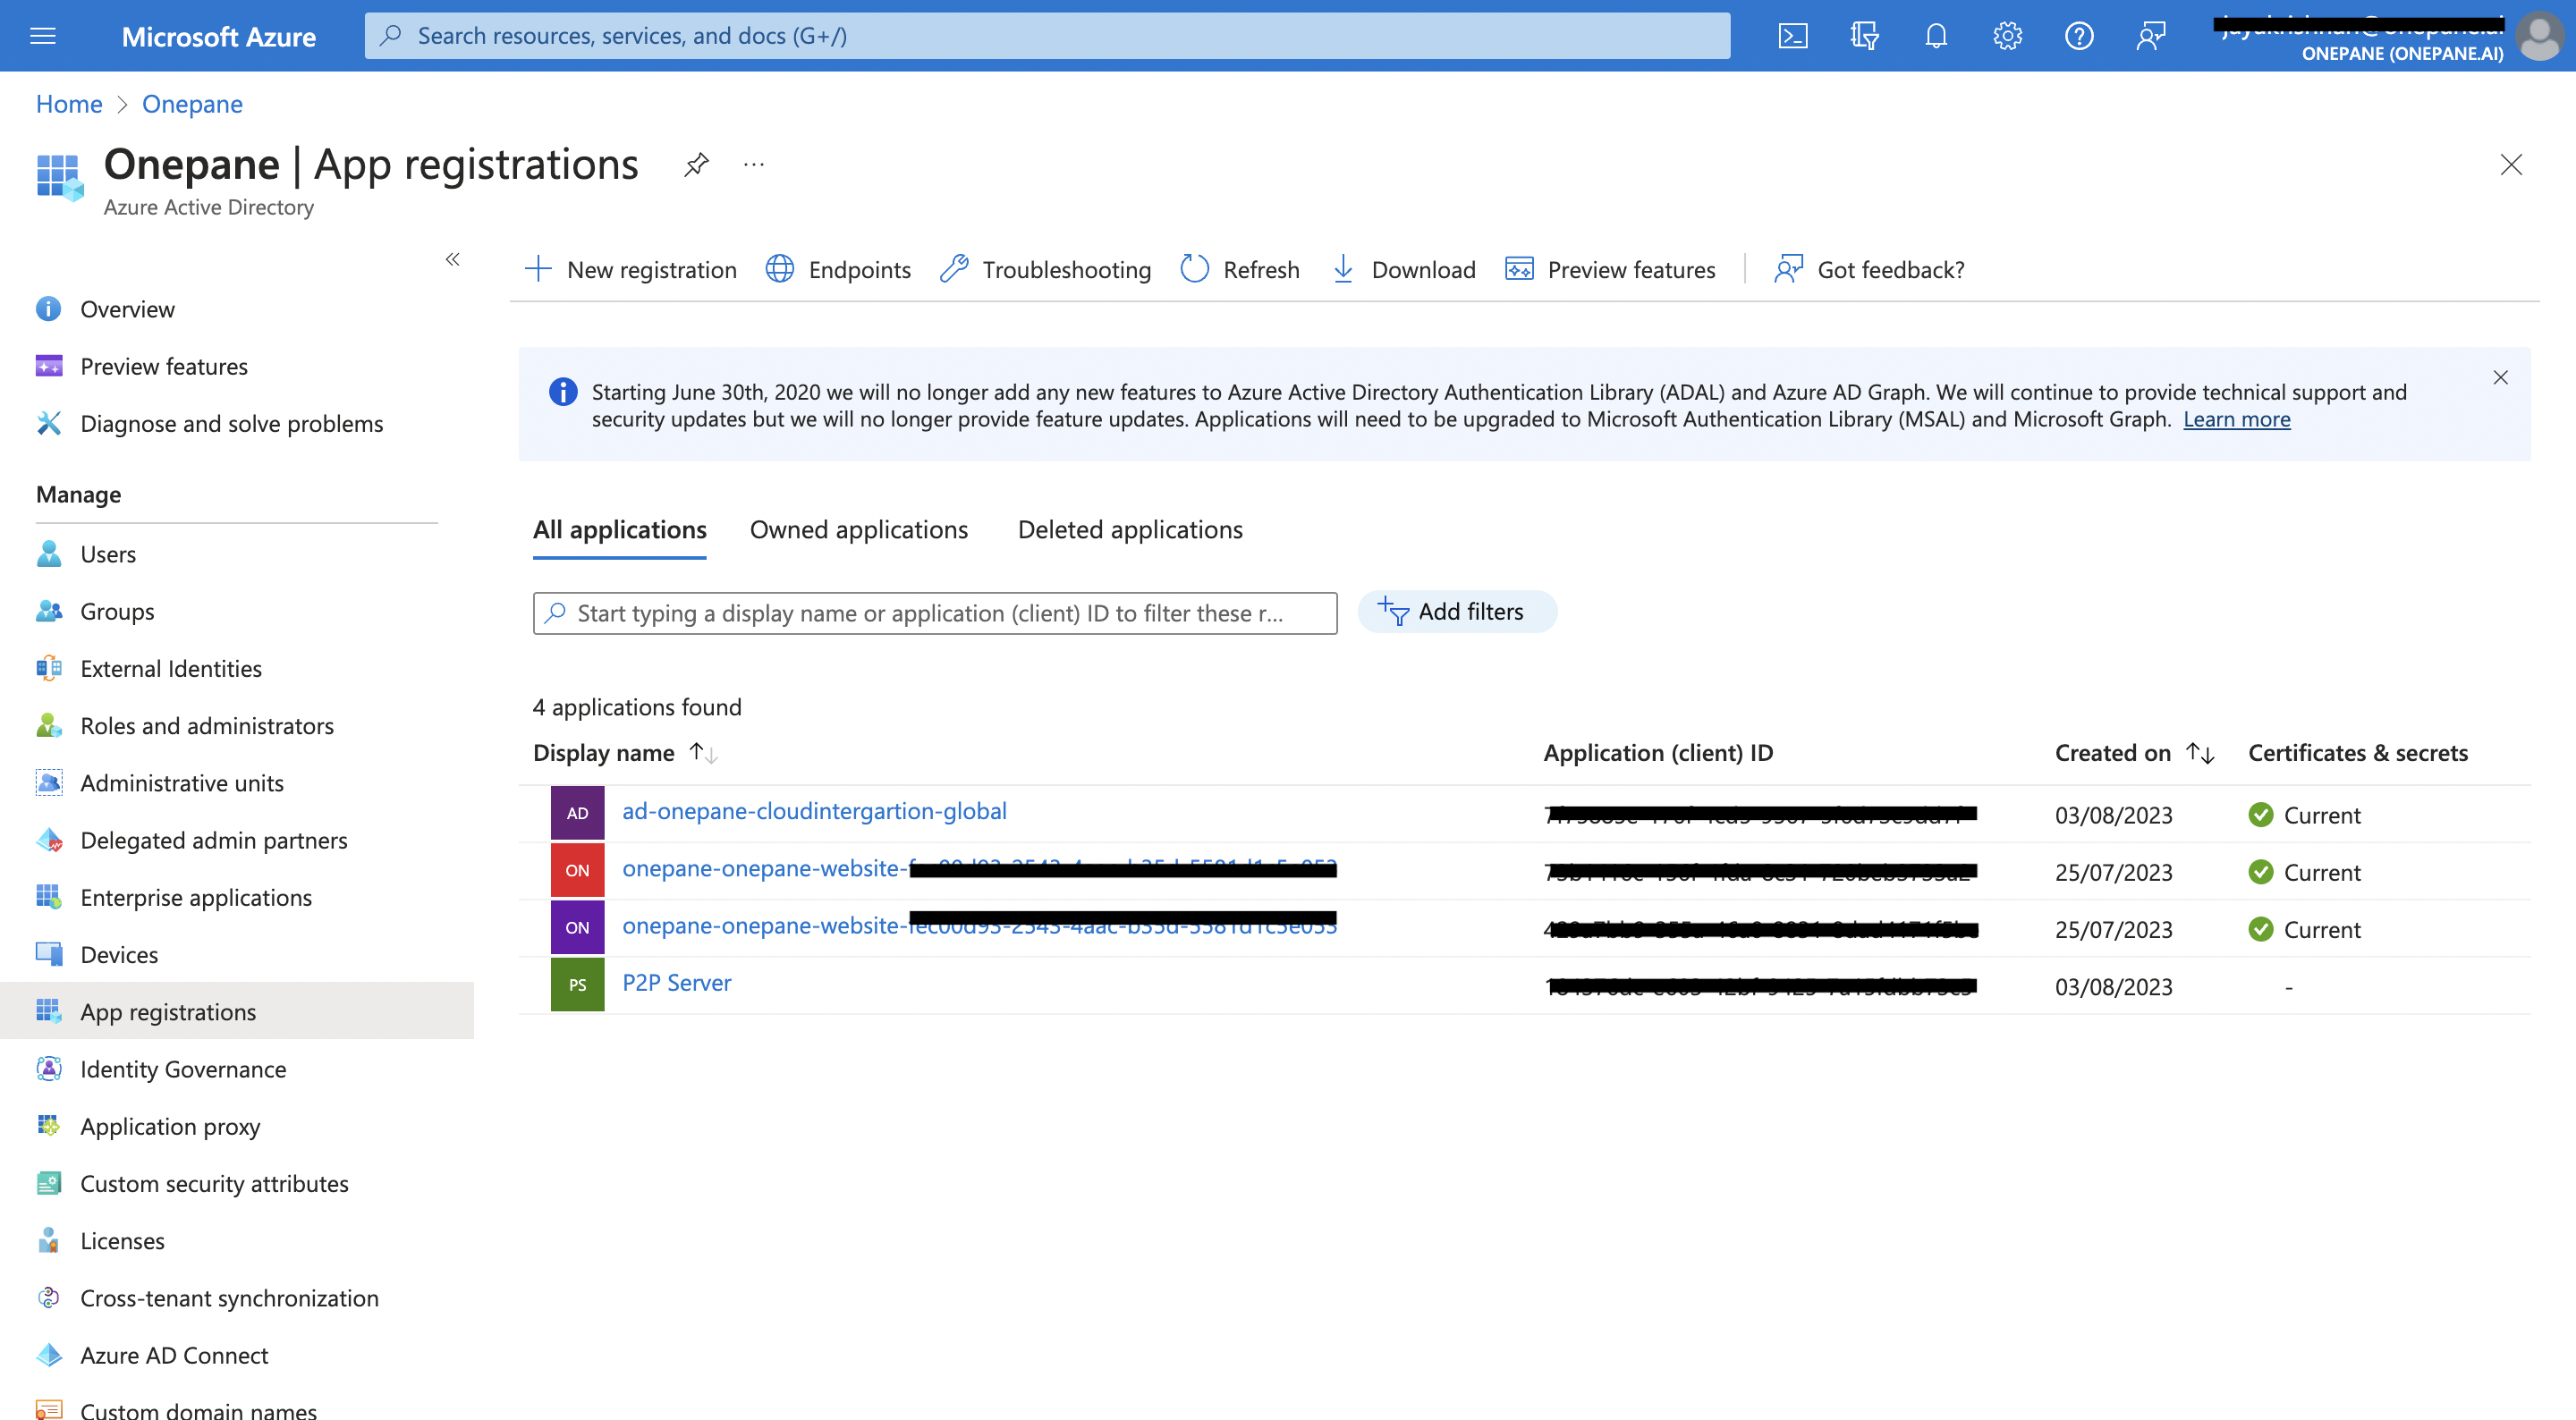 Microsoft Azure
Search resources, services, and docs (G+/)
ONEPANE (ONEPANE.AI)
Home > Onepane
Onepane | App registrations
Azure Active Directory
New registration
Endpoints
Troubleshooting
Refresh
Download
Preview features
Got feedback?
Overview
Preview features
Diagnose and solve problems
Manage
Users
Groups
External Identities
Roles and administrators
Administrative units
Delegated admin partners
Enterprise applications
Devices
App registrations
Identity Governance
Application proxy
Custom security attributes
Licenses
Cross-tenant synchronization
Azure AD Connect
Custom domain names
Starting June 30th, 2020 we will no longer add any new features to Azure Active Directory Authentication Library (ADAL) and Azure AD Graph. We will continue to provide technical support and
security updates but we will no longer provide feature updates. Applications will need to be upgraded to Microsoft Authentication Library (MSAL) and Microsoft Graph. Learn more
All applications Owned applications Deleted applications
Start typing a display name or application (client) ID to filter these r...
Add filters
4 applications found
Display name Application (client) ID Created on Certificates & secrets
AD ad-onepane-cloudintergartion-global 03/08/2023 Current
ON onepane-onepane-website- 25/07/2023 Current
ON onepane-onepane-website- 25/07/2023 Current
PS P2P Server 03/08/2023 -